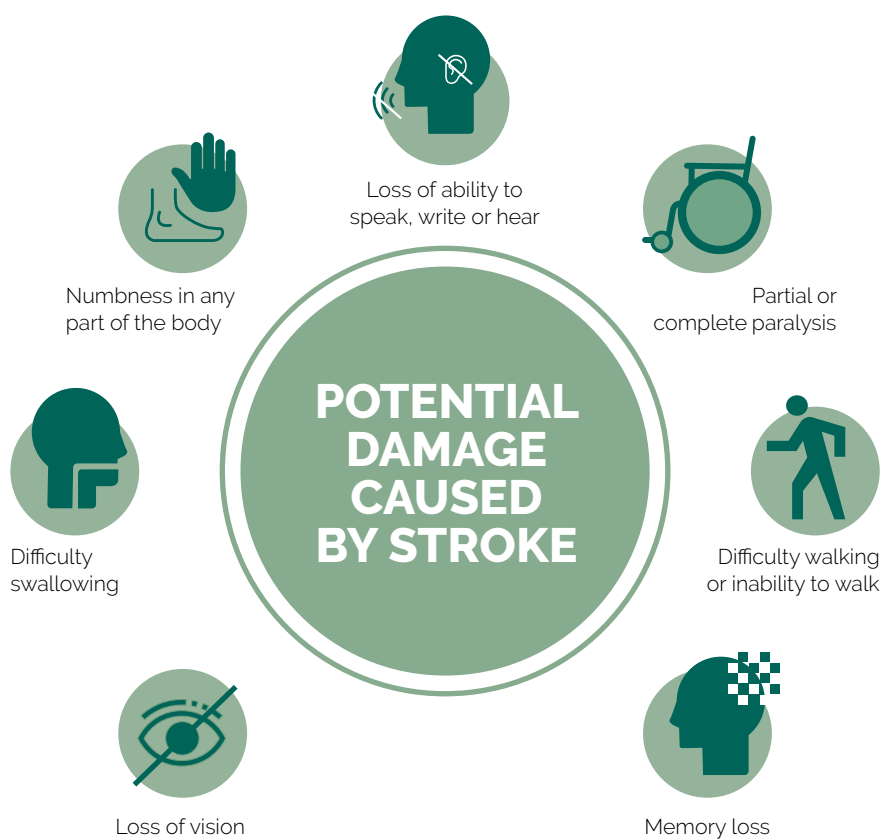 Loss of ability to
speak, write or hear
Numbness in any
part of the body
Partial or
complete paralysis
POTENTIAL
DAMAGE
CAUSED
BY STROKE
Difficulty
swallowing
Difficulty walking
or inability to walk
Loss of vision
Memory loss